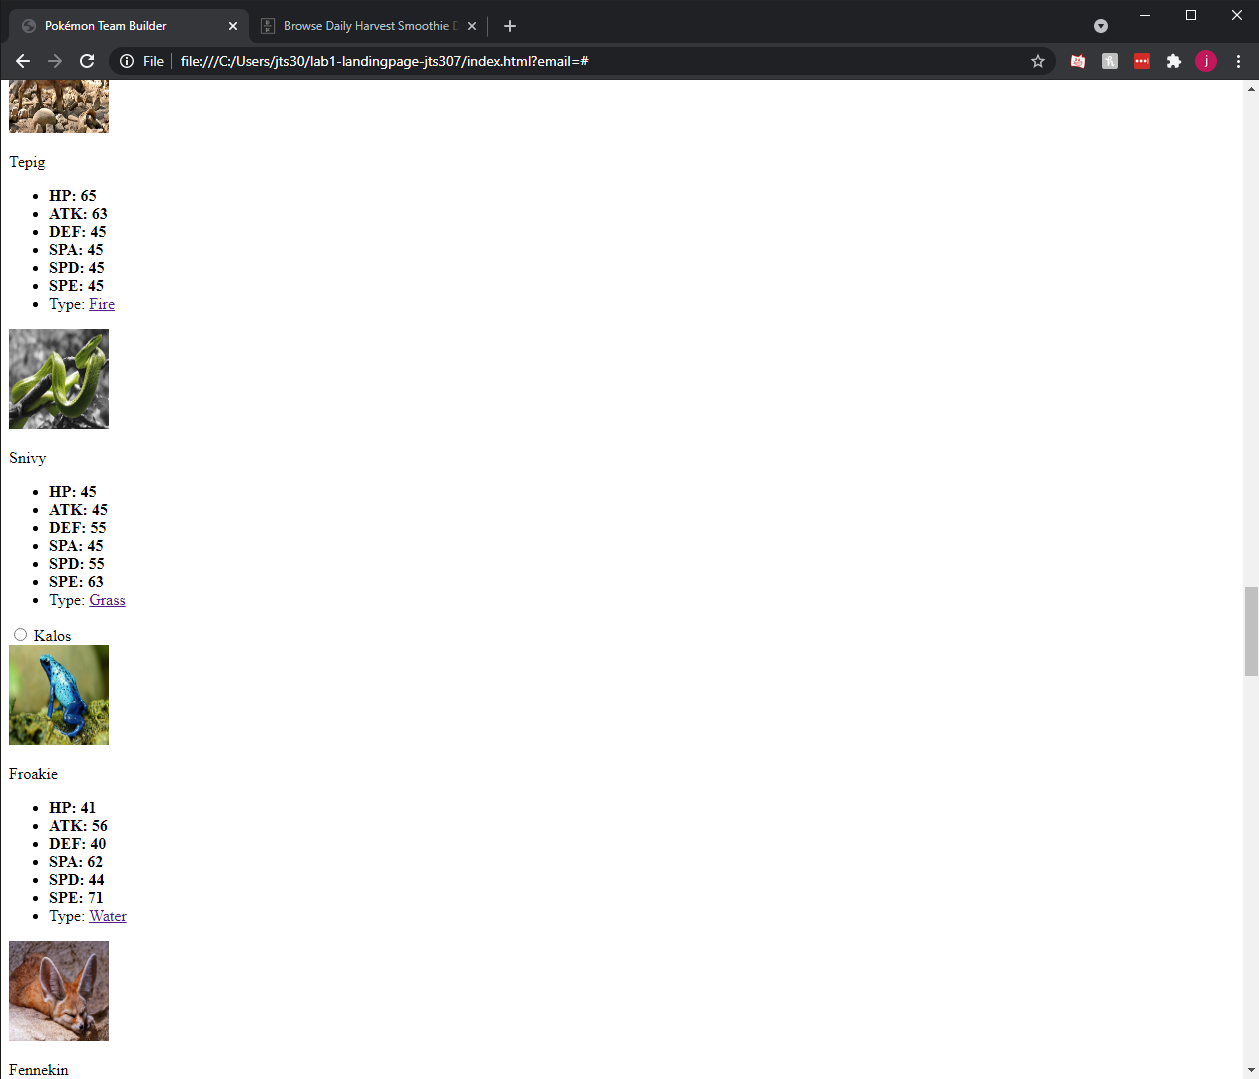 Pokémon Team Builder
Browse Daily Harvest Smoothie
File
file:///C:/Users/jts30/lab1-landingpage-jts307/index.html?email=#
j
Tepig
HP: 65
ATK: 63
DEF: 45
SPA: 45
SPD: 45
SPE: 45
Type: Fire
Snivy
HP: 45
ATK: 45
DEF: 55
SPA: 45
SPD: 55
SPE: 63
Type: Grass
Kalos
Froakie
HP: 41
ATK: 56
DEF: 40
SPA: 62
SPD: 44
SPE: 71
Type: Water
Fennekin